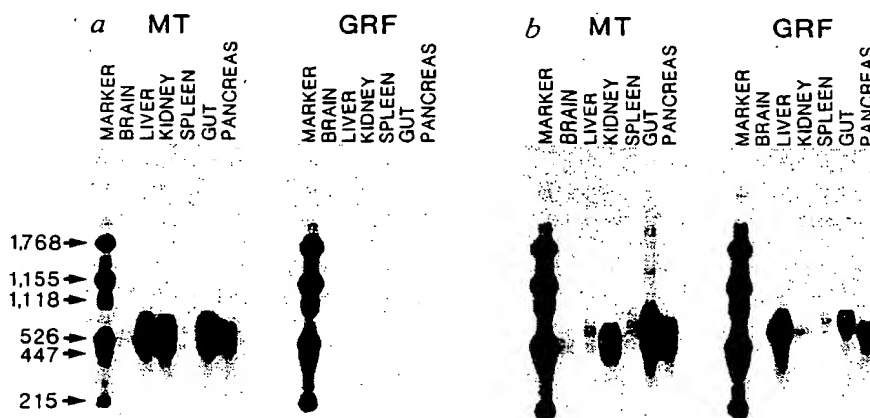 a MT GRF
MARKER
BRAIN
LIVER
KIDNEY
SPLEEN
GUT
PANCREAS
MARKER
BRAIN
LIVER
KIDNEY
SPLEEN
GUT
PANCREAS
b MT GRF
MARKER
BRAIN
LIVER
KIDNEY
SPLEEN
GUT
PANCREAS
MARKER
BRAIN
LIVER
KIDNEY
SPLEEN
GUT
PANCREAS
1,768
1,155
1,118
526
447
215